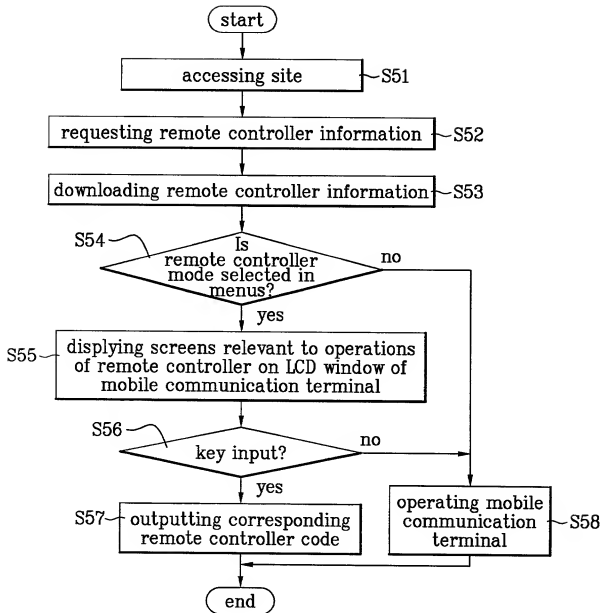 start
accessing site
S51
requesting remote controller information
S52
downloading remote controller information
S53
S54
Is
remote controller
mode selected in
menus?
no
yes
S55
displying screens relevant to operations
of remote controller on LCD window of
mobile communication terminal
S56
key input?
no
yes
S57
outputting corresponding
remote controller code
operating mobile
communication
terminal
S58
end